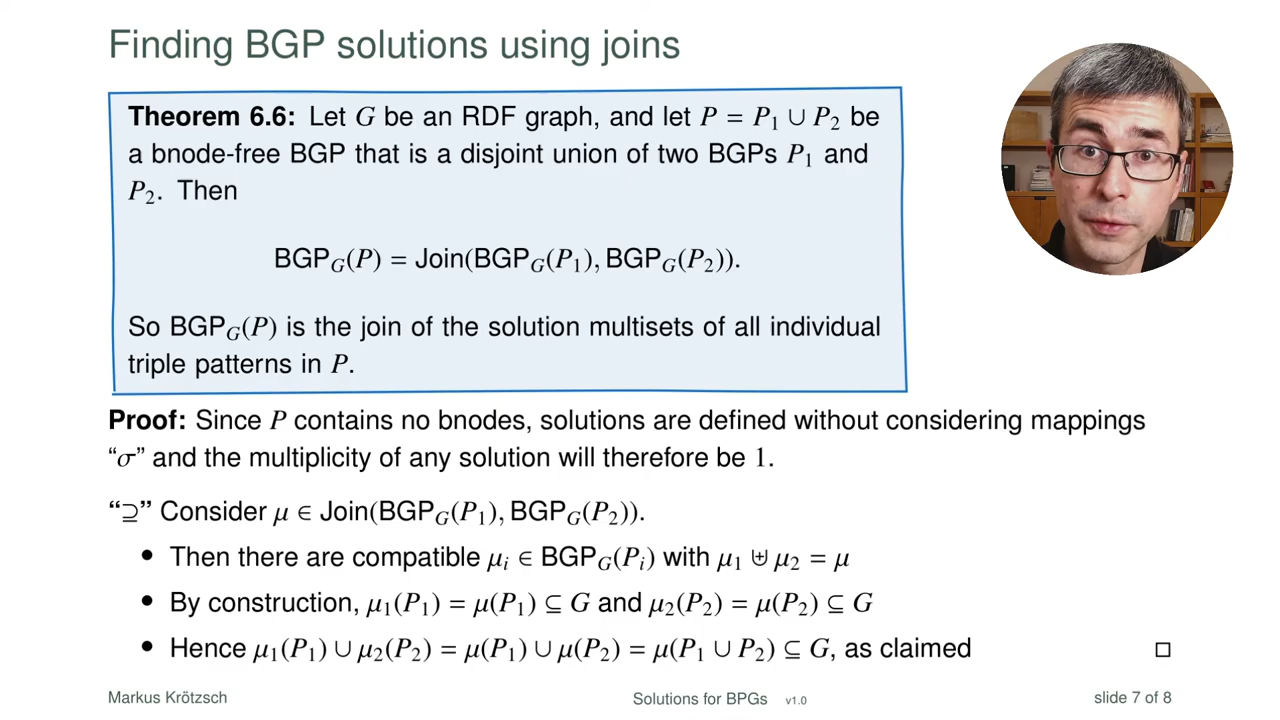 Finding BGP solutions using joins
Theorem 6.6: Let G be an RDF graph, and let P = P₁ ∪ P₂ be
a bnode-free BGP that is a disjoint union of two BGPs P₁ and
P₂. Then
BGP_G(P) = Join(BGP_G(P₁), BGP_G(P₂)).
So BGP_G(P) is the join of the solution multisets of all individual
triple patterns in P.
Proof: Since P contains no bnodes, solutions are defined without considering mappings
“σ” and the multiplicity of any solution will therefore be 1.
“⊇” Consider μ ∈ Join(BGP_G(P₁), BGP_G(P₂)).
• Then there are compatible μᵢ ∈ BGP_G(Pᵢ) with μ₁ ⊎ μ₂ = μ
• By construction, μ₁(P₁) = μ(P₁) ⊆ G and μ₂(P₂) = μ(P₂) ⊆ G
• Hence μ₁(P₁) ∪ μ₂(P₂) = μ(P₁) ∪ μ(P₂) = μ(P₁ ∪ P₂) ⊆ G, as claimed □
Markus Krötzsch Solutions for BPGs v1.0 slide 7 of 8